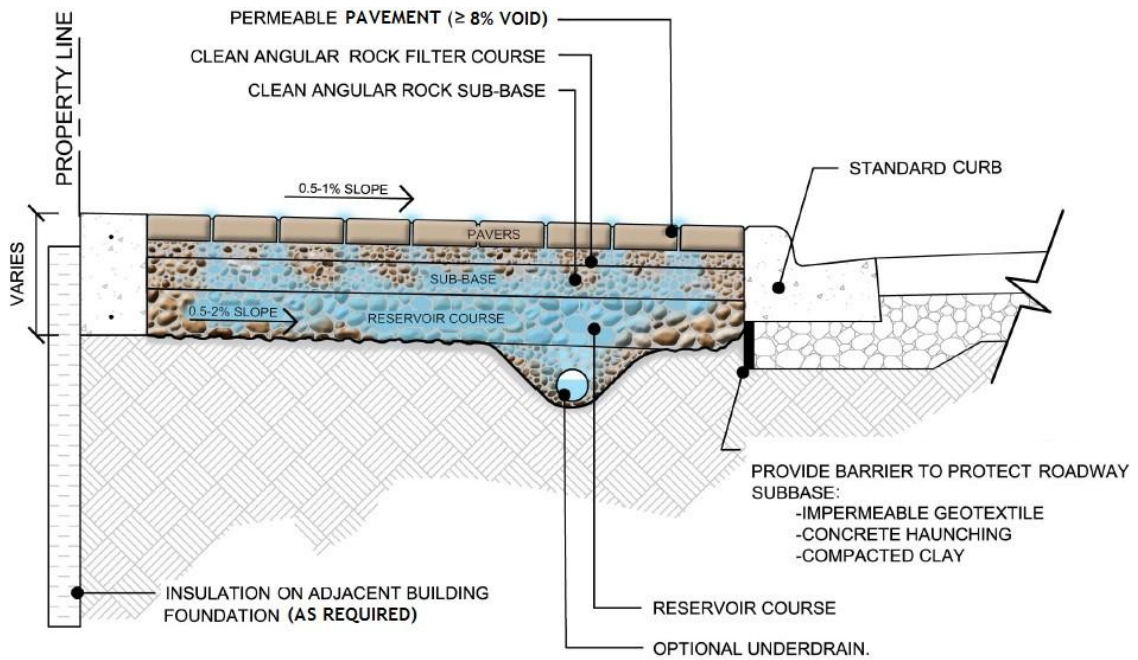 PERMEABLE PAVEMENT (≥ 8% VOID)
CLEAN ANGULAR ROCK FILTER COURSE
CLEAN ANGULAR ROCK SUB-BASE
PROPERTY LINE
STANDARD CURB
0.5-1% SLOPE
PAVERS
VARIES
SUB-BASE
0.5-2% SLOPE
RESERVOIR COURSE
PROVIDE BARRIER TO PROTECT ROADWAY
SUBBASE:
-IMPERMEABLE GEOTEXTILE
-CONCRETE HAUNCHING
-COMPACTED CLAY
INSULATION ON ADJACENT BUILDING
FOUNDATION (AS REQUIRED)
RESERVOIR COURSE
OPTIONAL UNDERDRAIN.